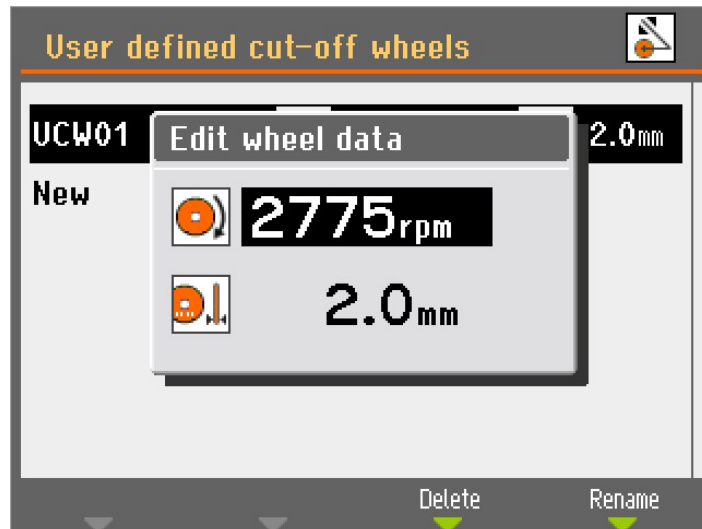 User defined cut-off wheels
UCW01 2.0mm
Edit wheel data
New
2775rpm
2.0mm
Delete Rename